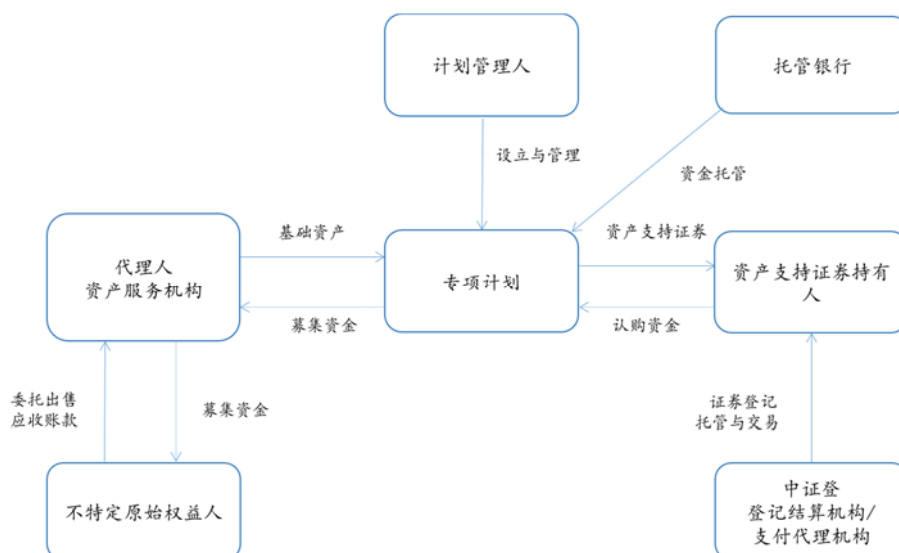 计划管理人
托管银行
设立与管理
资金托管
基础资产
资产支持证券
代理人
资产服务机构
专项计划
资产支持证券持有
人
募集资金
认购资金
委托出售
应收账款
募集资金
证券登记
托管与交易
不特定原始权益人
中证登
登记结算机构/
支付代理机构